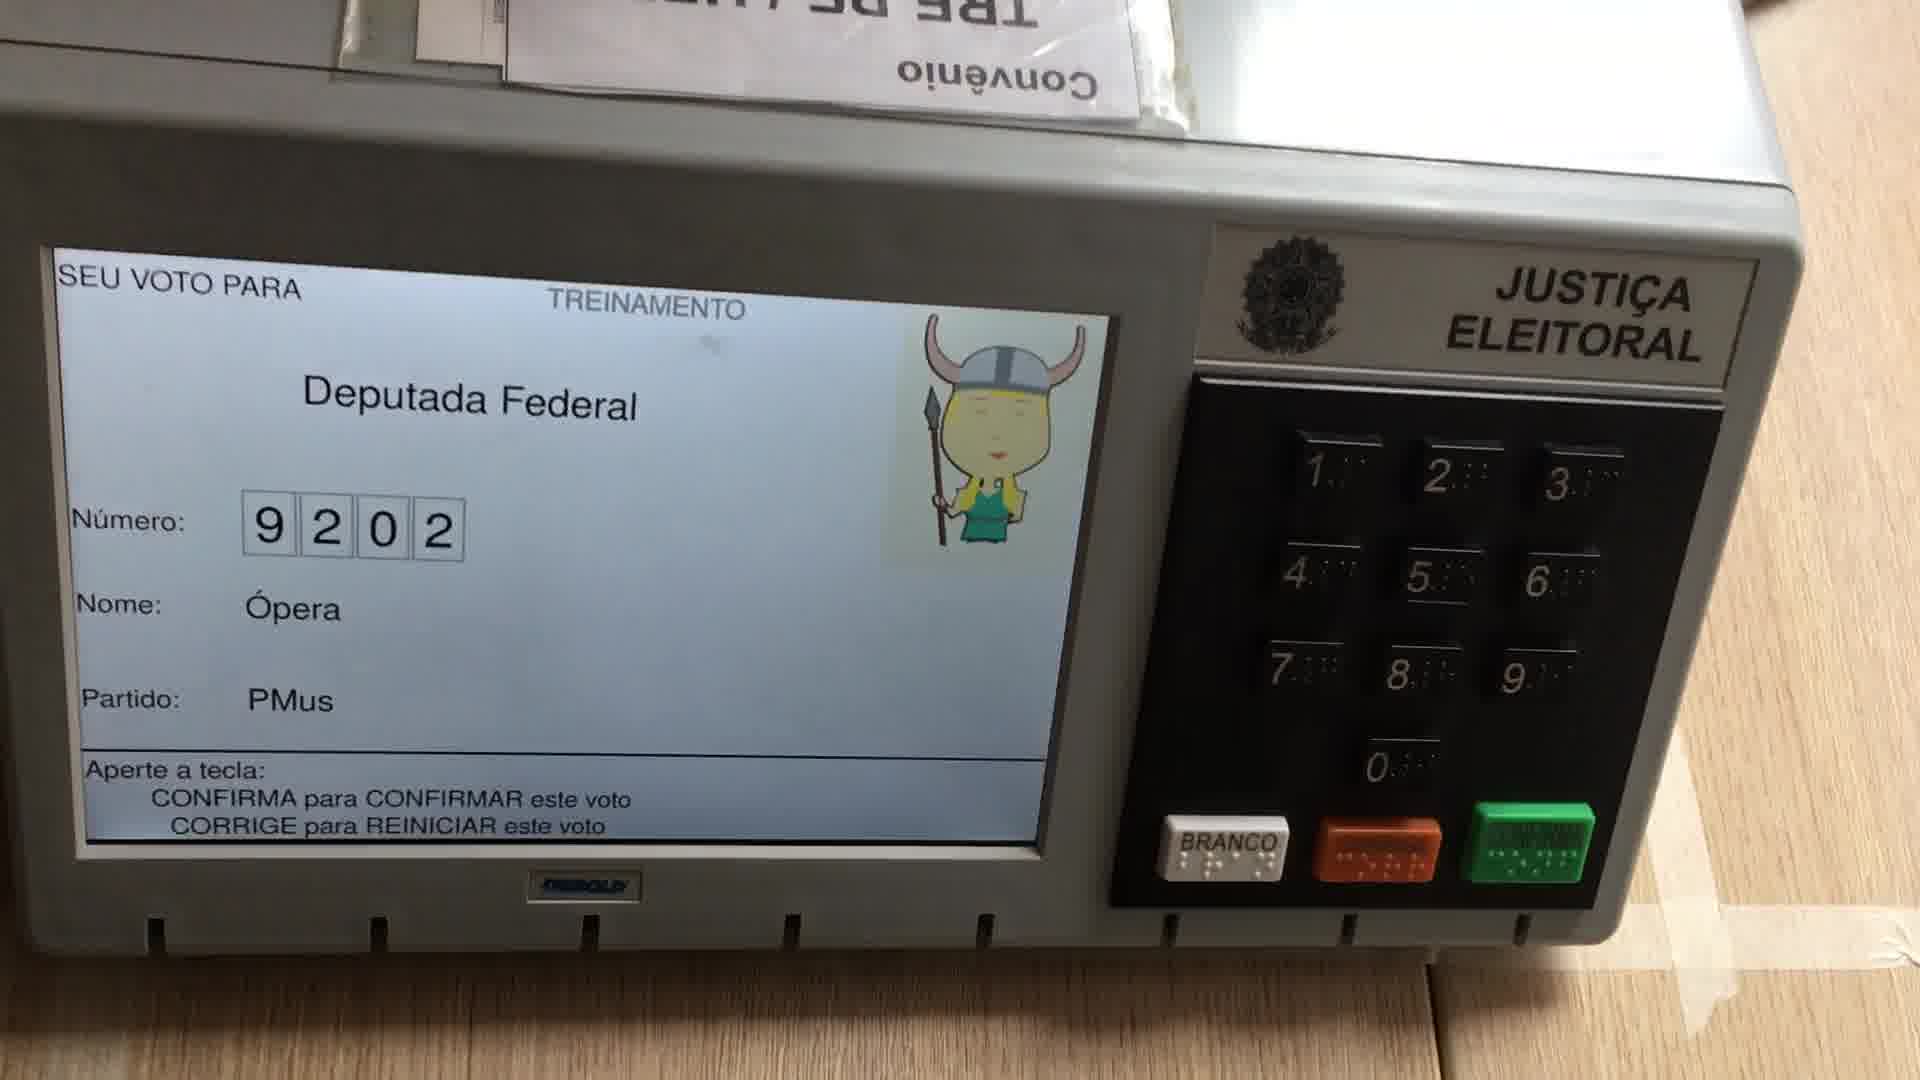 Convênio
SEU VOTO PARA
TREINAMENTO
Deputada Federal
Número: 9202
Nome: Ópera
Partido: PMus
Aperte a tecla:
CONFIRMA para CONFIRMAR este voto
CORRIGE para REINICIAR este voto
JUSTIÇA
ELEITORAL
1 2 3
4 5 6
7 8 9
0
BRANCO